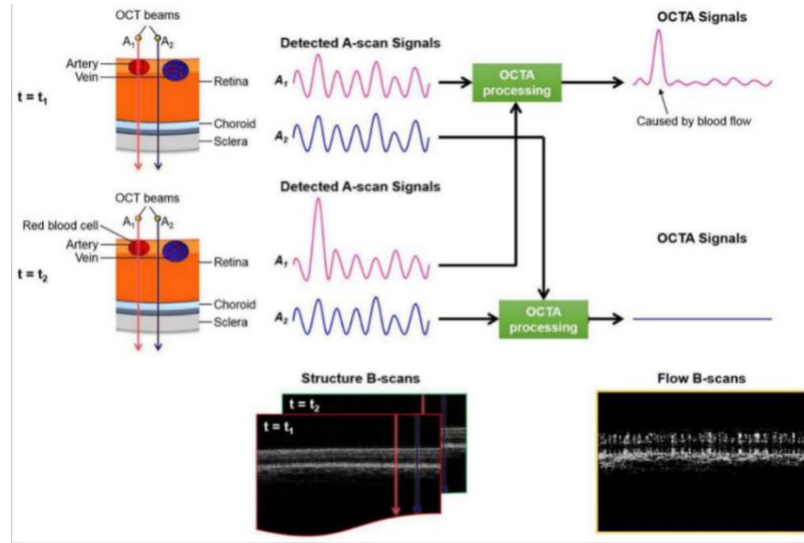 OCT beams
A₁ A₂
Artery
Vein
Retina
Choroid
Sclera
t = t₁
Detected A-scan Signals
A₁
A₂
OCTA
processing
OCTA Signals
Caused by blood flow
OCT beams
A₁ A₂
Red blood cell
Artery
Vein
Retina
Choroid
Sclera
t = t₂
Detected A-scan Signals
A₁
A₂
OCTA
processing
OCTA Signals
Structure B-scans
t = t₂
t = t₁
Flow B-scans